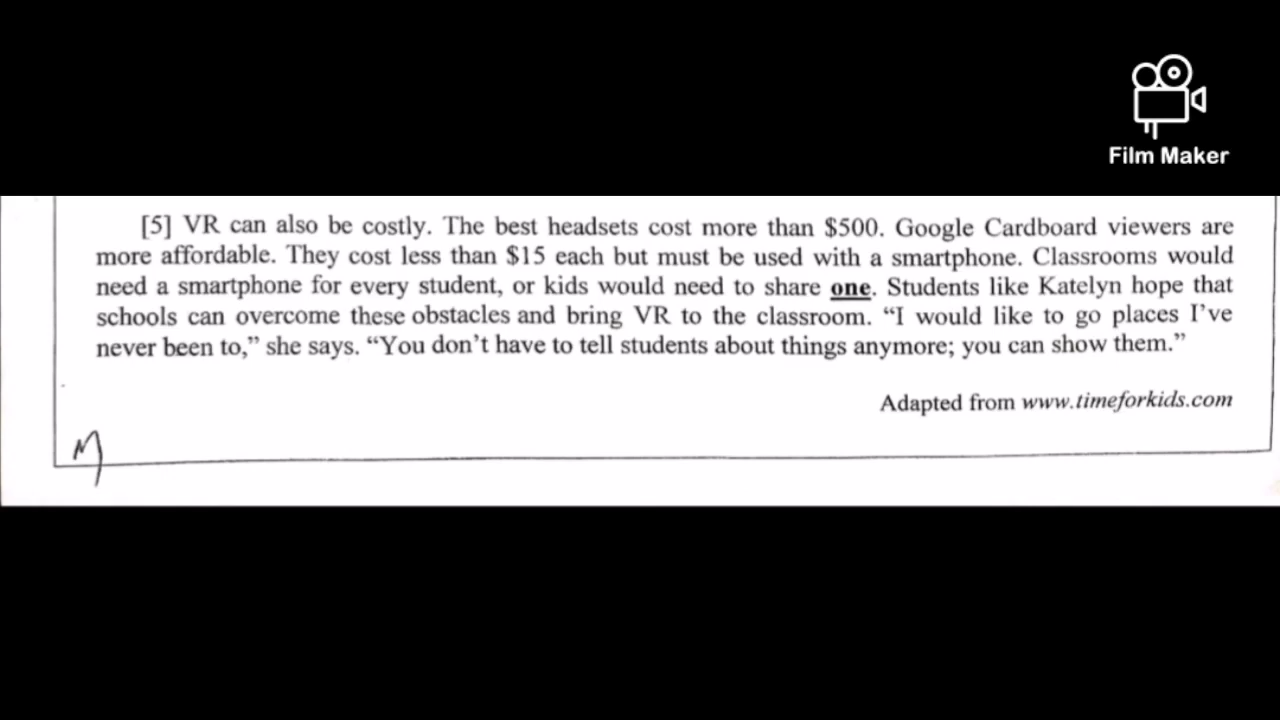 Film Maker
[5] VR can also be costly. The best headsets cost more than $500. Google Cardboard viewers are
more affordable. They cost less than $15 each but must be used with a smartphone. Classrooms would
need a smartphone for every student, or kids would need to share one. Students like Katelyn hope that
schools can overcome these obstacles and bring VR to the classroom. “I would like to go places I’ve
never been to,” she says. “You don’t have to tell students about things anymore; you can show them.”
Adapted from www.timeforkids.com